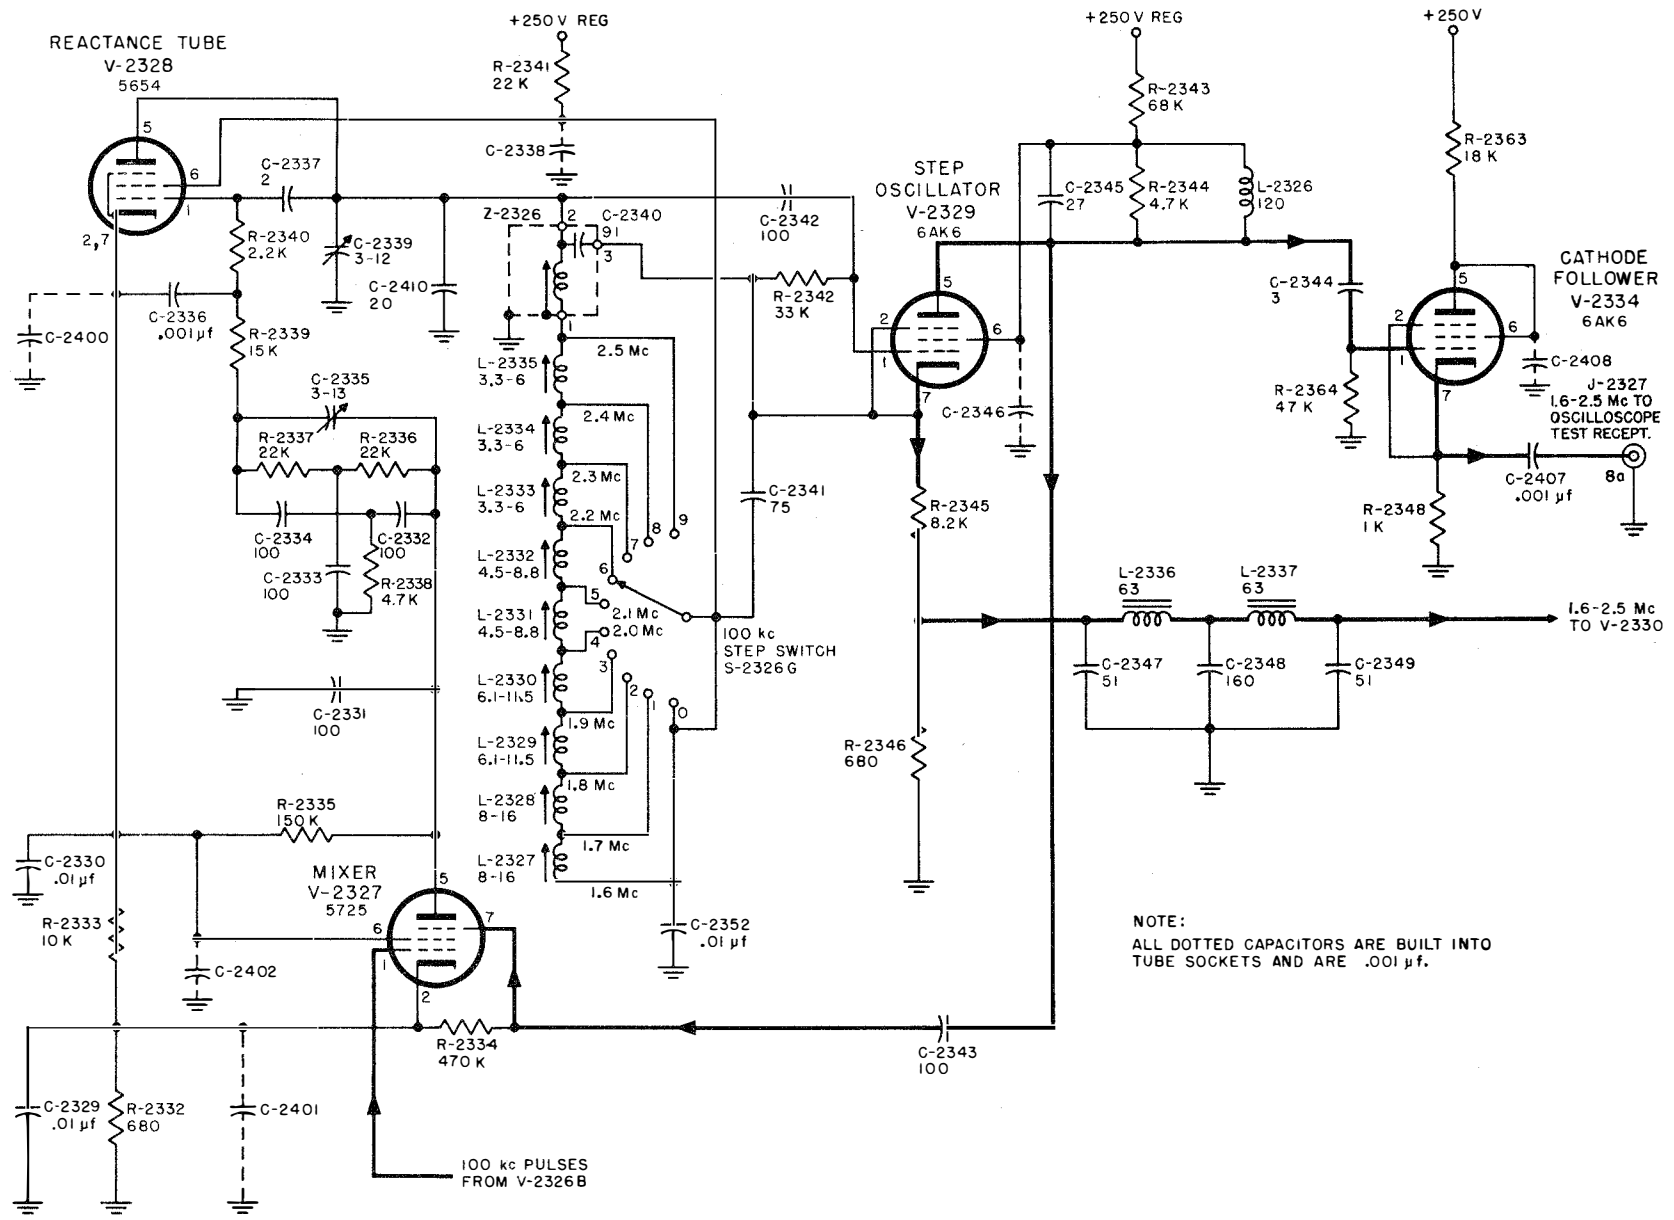 +250 V REG
+250 V REG
+250 V
REACTANCE TUBE
V-2328
5654
5
6
1
2,7
R-2341
22 K
C-2338
C-2337
2
R-2340
2.2K
C-2339
3-12
C-2410
20
C-2336
.001 µf
C-2400
R-2339
15K
C-2335
3-13
R-2337
22K
R-2336
22K
C-2334
100
C-2332
100
C-2333
100
R-2338
4.7K
C-2331
100
Z-2326
2
C-2340
91
3
1
C-2342
100
R-2342
33 K
2.5 Mc
L-2335
3.3-6
2.4 Mc
L-2334
3.3-6
2.3 Mc
L-2333
3.3-6
2.2 Mc
L-2332
4.5-8.8
2.1 Mc
L-2331
4.5-8.8
2.0 Mc
L-2330
6.1-11.5
1.9 Mc
L-2329
6.1-11.5
1.8 Mc
L-2328
8-16
1.7 Mc
L-2327
8-16
1.6 Mc
9
8
7
6
5
4
3
2
1
0
100 kc
STEP SWITCH
S-2326G
C-2341
75
C-2352
.01 µf
STEP
OSCILLATOR
V-2329
6AK6
5
2
1
6
7
C-2346
R-2343
68K
C-2345
27
R-2344
4.7K
L-2326
120
R-2345
8.2K
R-2346
680
C-2344
3
R-2364
47 K
R-2363
18 K
CATHODE
FOLLOWER
V-2334
6AK6
5
2
1
6
7
C-2408
J-2327
1.6-2.5 Mc TO
OSCILLOSCOPE
TEST RECEPT.
8a
C-2407
.001 µf
R-2348
1 K
L-2336
63
L-2337
63
1.6-2.5 Mc
TO V-2330
C-2347
51
C-2348
160
C-2349
51
R-2335
150K
C-2330
.01 µf
R-2333
10K
MIXER
V-2327
5725
5
6
7
1
2
C-2402
R-2334
470 K
C-2343
100
C-2329
.01 µf
R-2332
680
C-2401
100 kc PULSES
FROM V-2326B
NOTE:
ALL DOTTED CAPACITORS ARE BUILT INTO
TUBE SOCKETS AND ARE .001 µf.